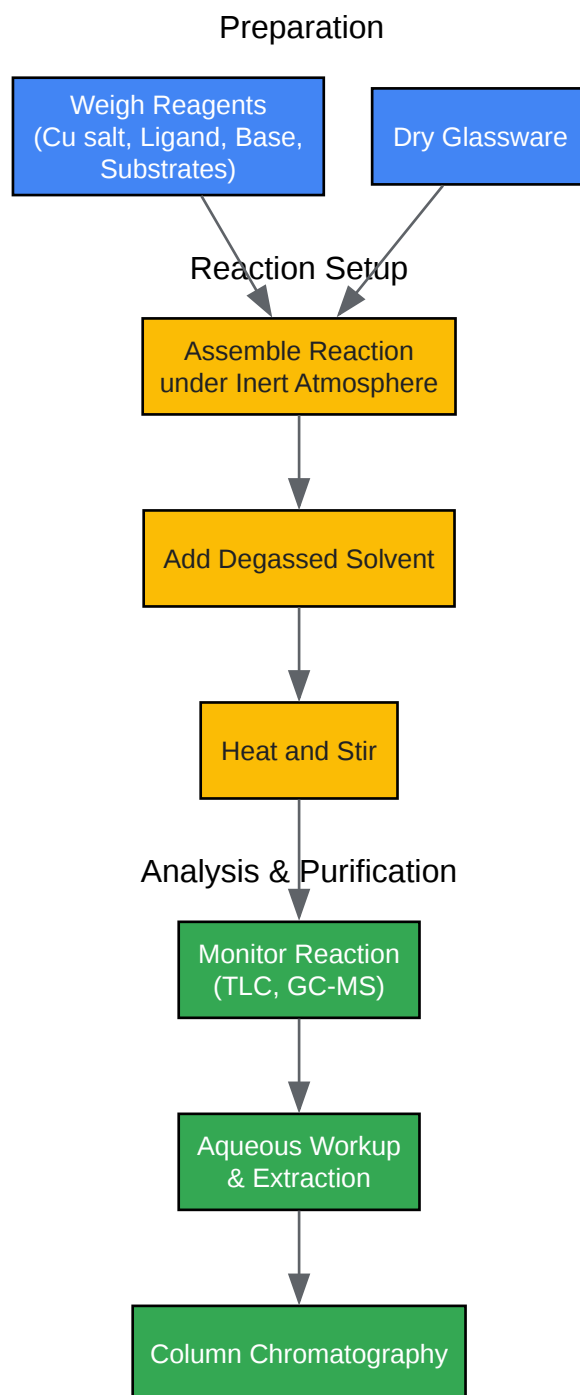 Preparation
Weigh Reagents
(Cu salt, Ligand, Base,
Substrates)
Dry Glassware
Reaction Setup
Assemble Reaction
under Inert Atmosphere
Add Degassed Solvent
Heat and Stir
Analysis & Purification
Monitor Reaction
(TLC, GC-MS)
Aqueous Workup
& Extraction
Column Chromatography